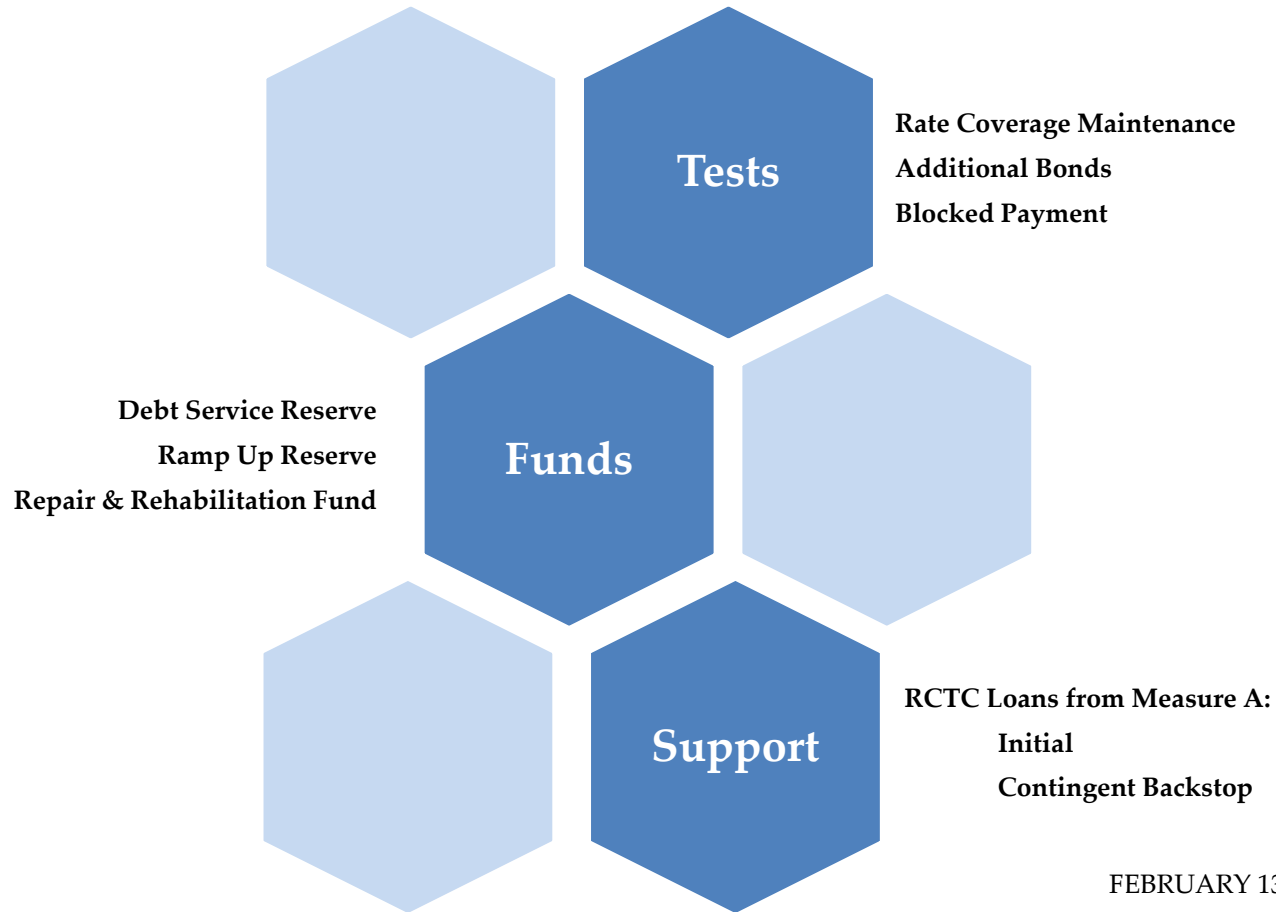 Tests
Rate Coverage Maintenance
Additional Bonds
Blocked Payment
Debt Service Reserve
Ramp Up Reserve
Repair & Rehabilitation Fund
Funds
Support
RCTC Loans from Measure A:
Initial
Contingent Backstop
FEBRUARY 13